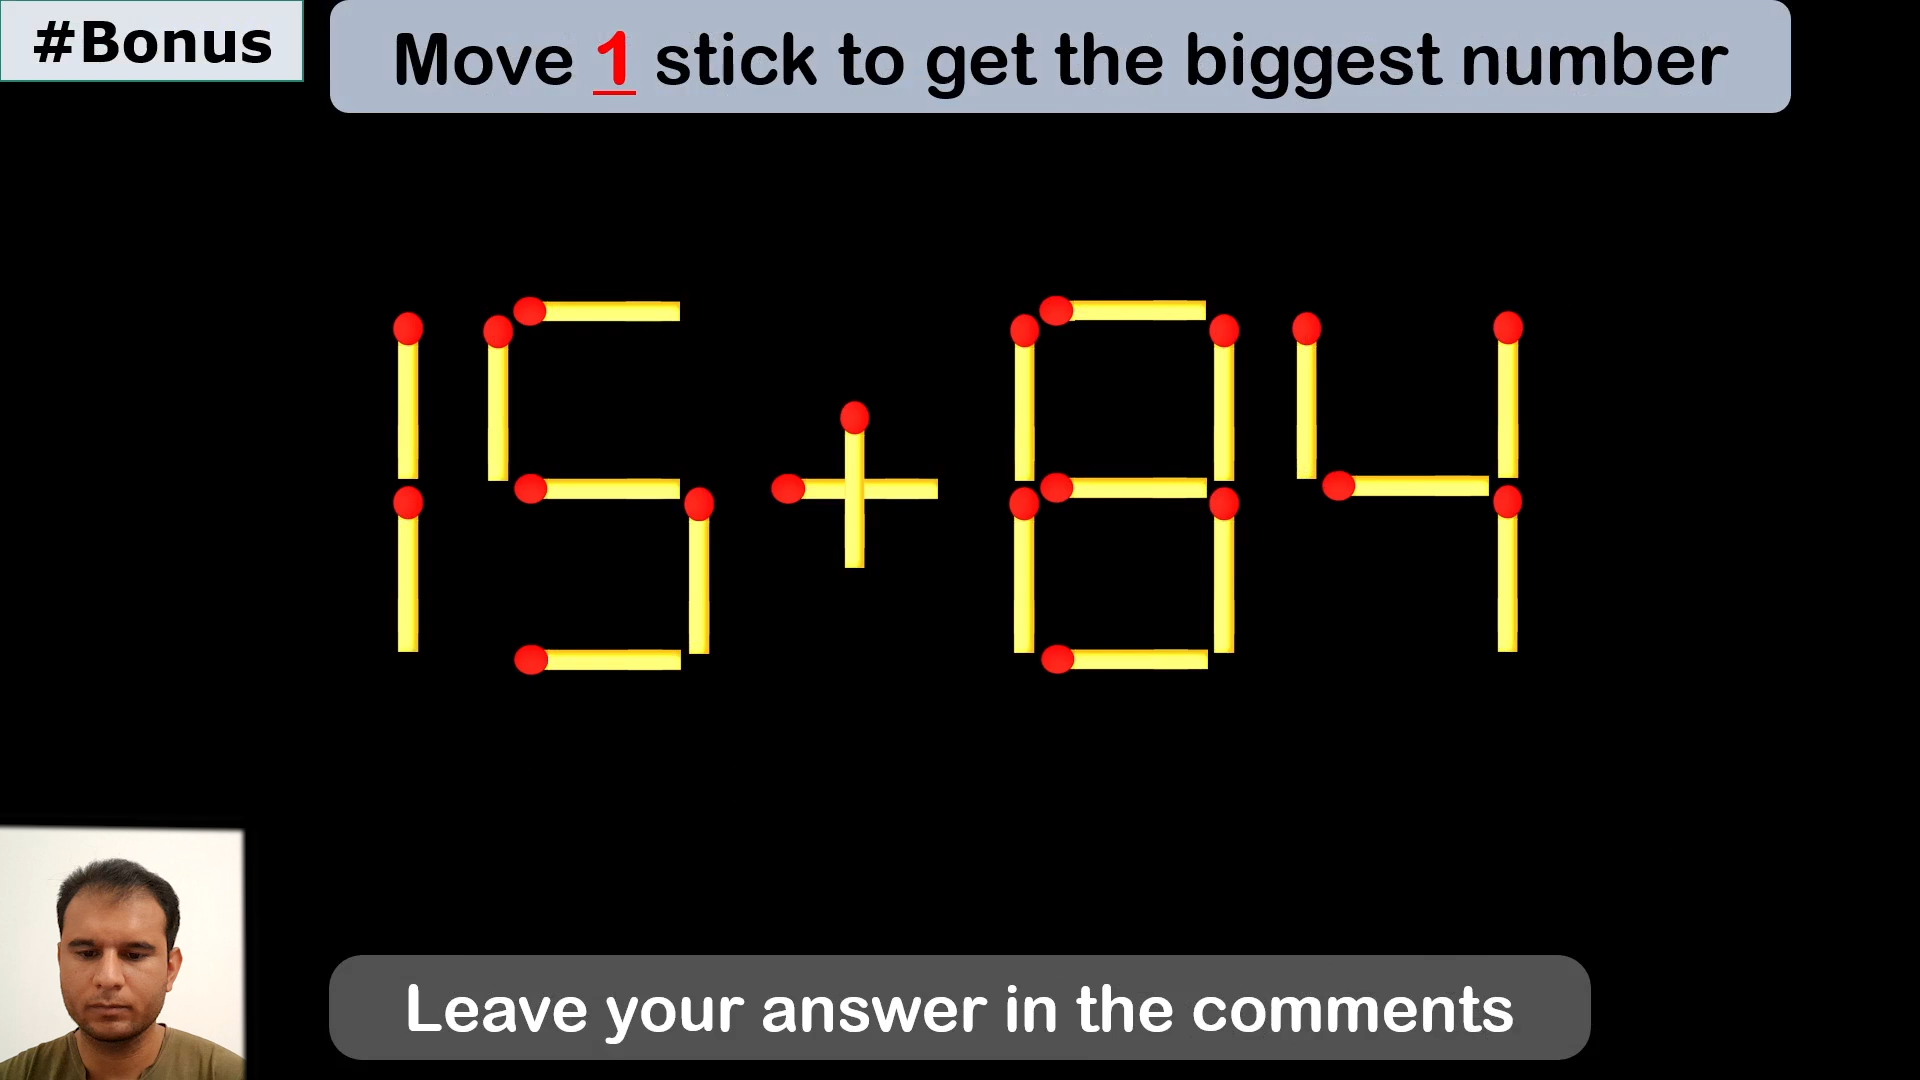 #Bonus
Move 1 stick to get the biggest number
15+84
Leave your answer in the comments